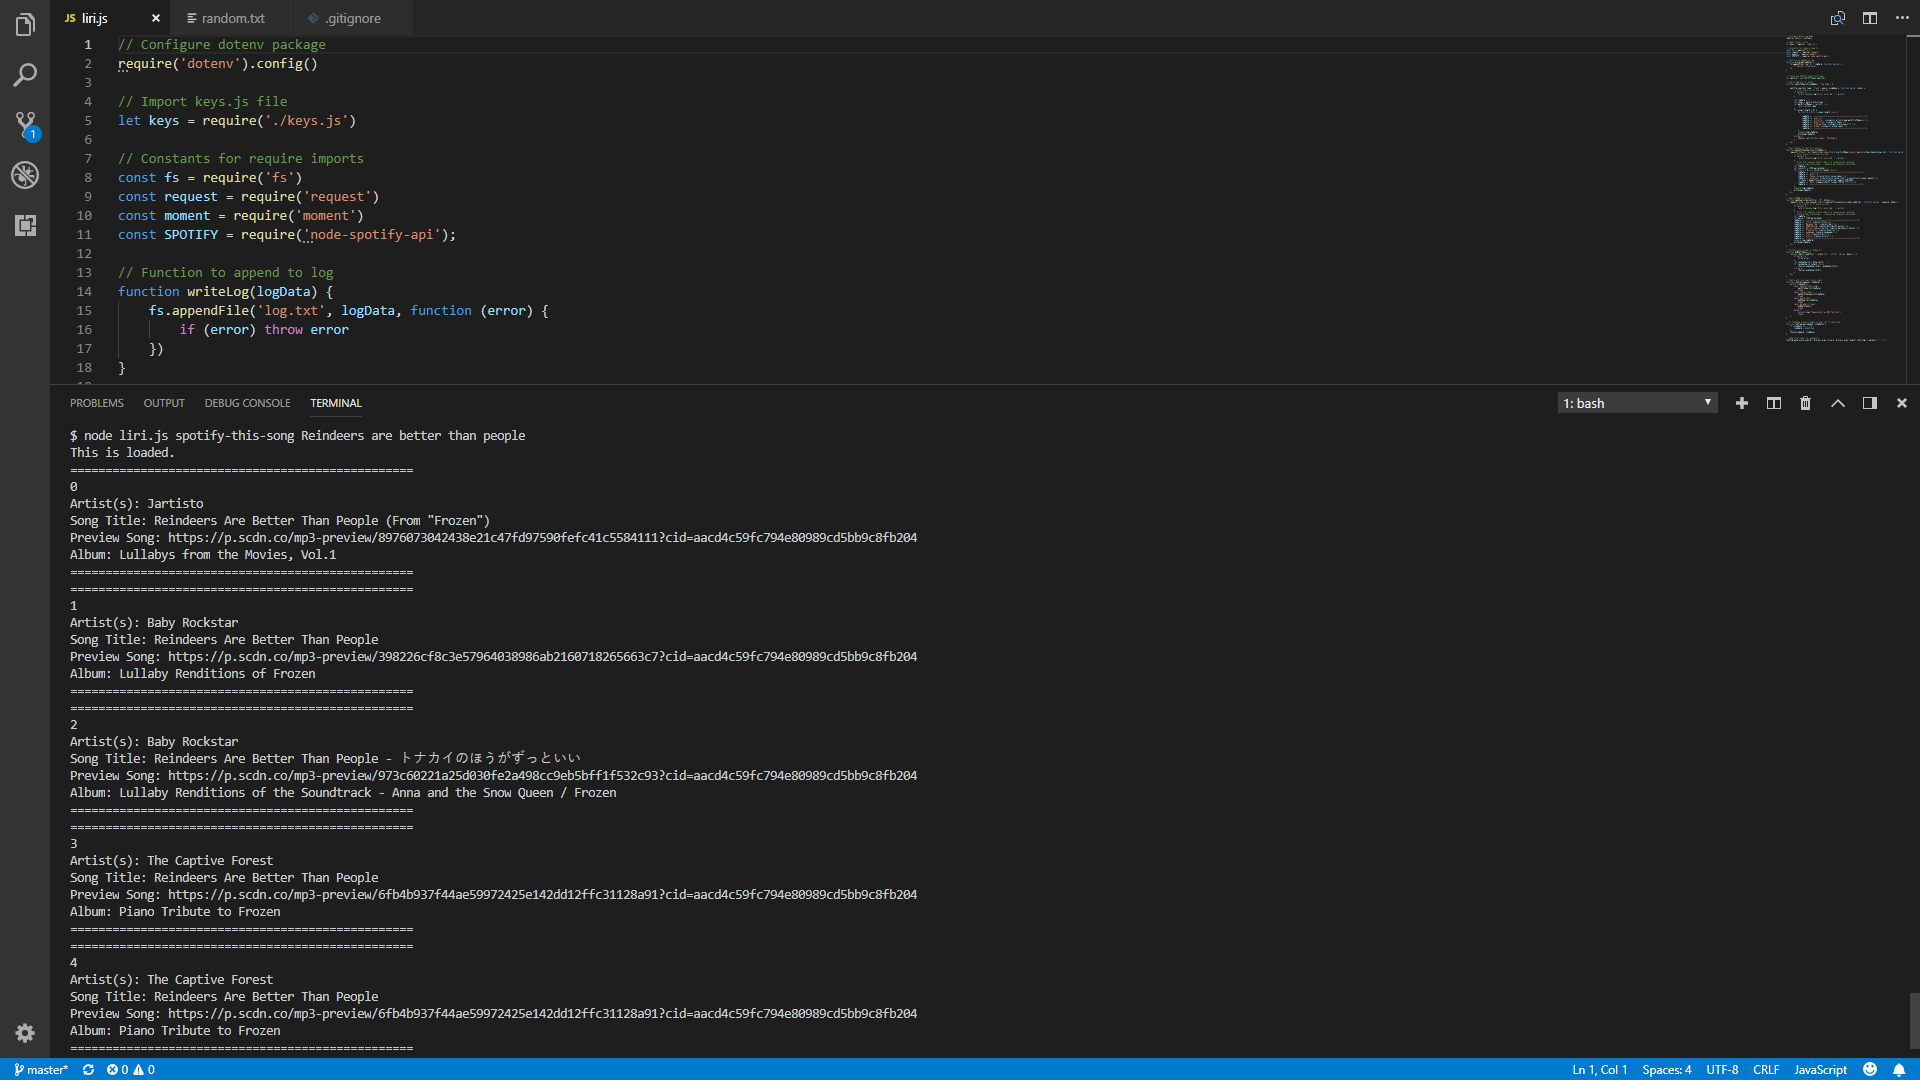 JS liri.js × random.txt .gitignore
1 // Configure dotenv package
2 require('dotenv').config()
3
4 // Import keys.js file
5 let keys = require('./keys.js')
6
7 // Constants for require imports
8 const fs = require('fs')
9 const request = require('request')
10 const moment = require('moment')
11 const SPOTIFY = require('node-spotify-api');
12
13 // Function to append to log
14 function writeLog(logData) {
15 fs.appendFile('log.txt', logData, function (error) {
16 if (error) throw error
17 })
18 }
1
PROBLEMS OUTPUT DEBUG CONSOLE TERMINAL 1: bash
$ node liri.js spotify-this-song Reindeers are better than people
This is loaded.
=================================================
0
Artist(s): Jartisto
Song Title: Reindeers Are Better Than People (From "Frozen")
Preview Song: https://p.scdn.co/mp3-preview/8976073042438e21c47fd97590fefc41c5584111?cid=aacd4c59fc794e80989cd5bb9c8fb204
Album: Lullabys from the Movies, Vol.1
=================================================
=================================================
1
Artist(s): Baby Rockstar
Song Title: Reindeers Are Better Than People
Preview Song: https://p.scdn.co/mp3-preview/398226cf8c3e57964038986ab2160718265663c7?cid=aacd4c59fc794e80989cd5bb9c8fb204
Album: Lullaby Renditions of Frozen
=================================================
=================================================
2
Artist(s): Baby Rockstar
Song Title: Reindeers Are Better Than People - トナカイのほうがずっといい
Preview Song: https://p.scdn.co/mp3-preview/973c60221a25d030fe2a498cc9eb5bff1f532c93?cid=aacd4c59fc794e80989cd5bb9c8fb204
Album: Lullaby Renditions of the Soundtrack - Anna and the Snow Queen / Frozen
=================================================
=================================================
3
Artist(s): The Captive Forest
Song Title: Reindeers Are Better Than People
Preview Song: https://p.scdn.co/mp3-preview/6fb4b937f44ae59972425e142dd12ffc31128a91?cid=aacd4c59fc794e80989cd5bb9c8fb204
Album: Piano Tribute to Frozen
=================================================
=================================================
4
Artist(s): The Captive Forest
Song Title: Reindeers Are Better Than People
Preview Song: https://p.scdn.co/mp3-preview/6fb4b937f44ae59972425e142dd12ffc31128a91?cid=aacd4c59fc794e80989cd5bb9c8fb204
Album: Piano Tribute to Frozen
=================================================
master* 0 0 Ln 1, Col 1 Spaces: 4 UTF-8 CRLF JavaScript